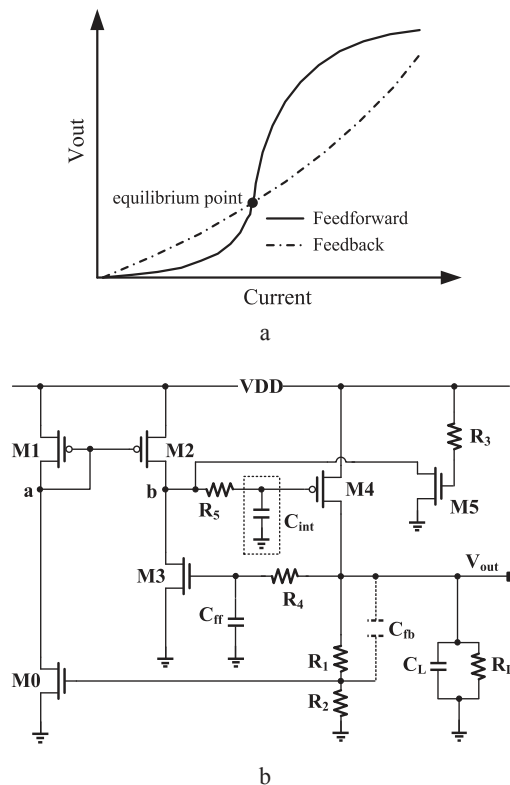 Vout
equilibrium point
Feedforward
Feedback
Current
a
VDD
M1
M2
R3
a
b
R5
Cint
M4
M5
M3
R4
Vout
Cff
Cfb
R1
CL
M0
R2
b